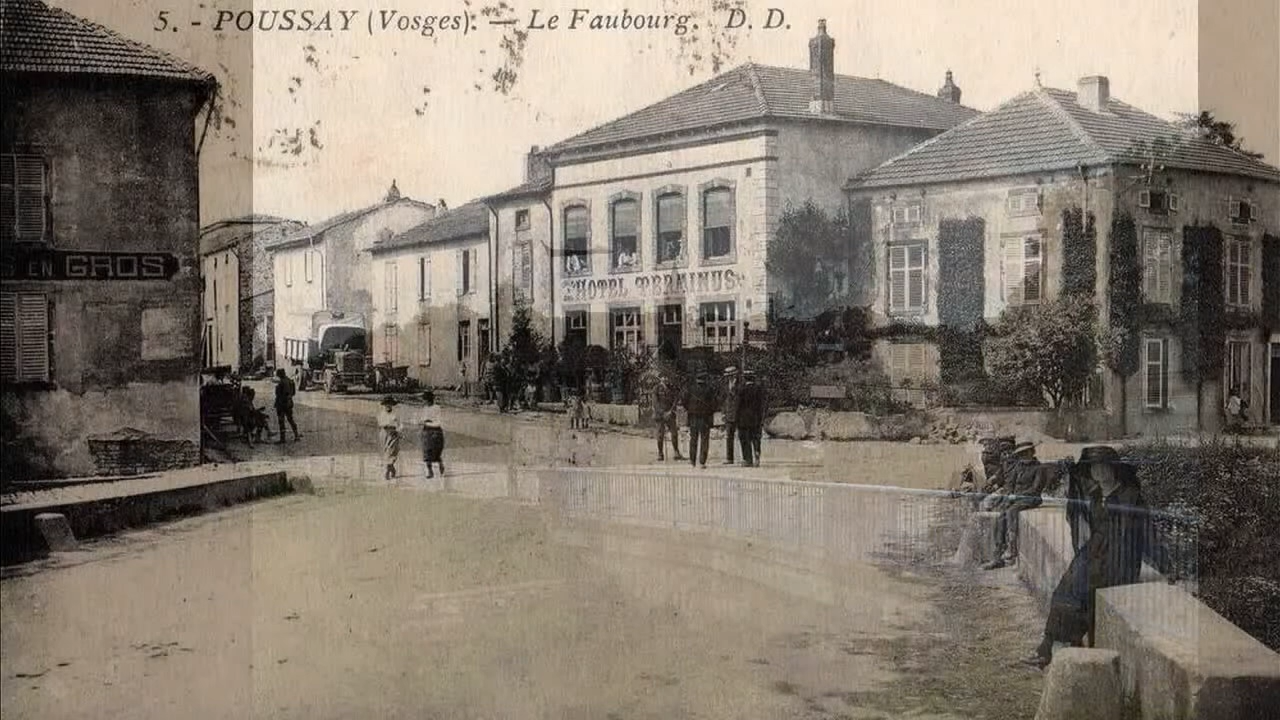 5. - POUSSAY (Vosges). — Le Faubourg. D. D.
HOTEL TERMINUS
EN GROS